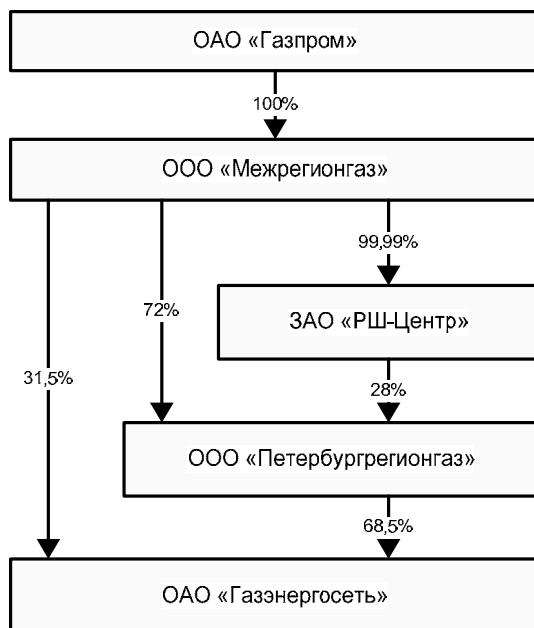 ОАО «Газпром»
100%
ООО «Межрегионгаз»
99,99%
ЗАО «РШ-Центр»
72%
31,5%
28%
ООО «Петербургрегионгаз»
68,5%
ОАО «Газэнергосеть»